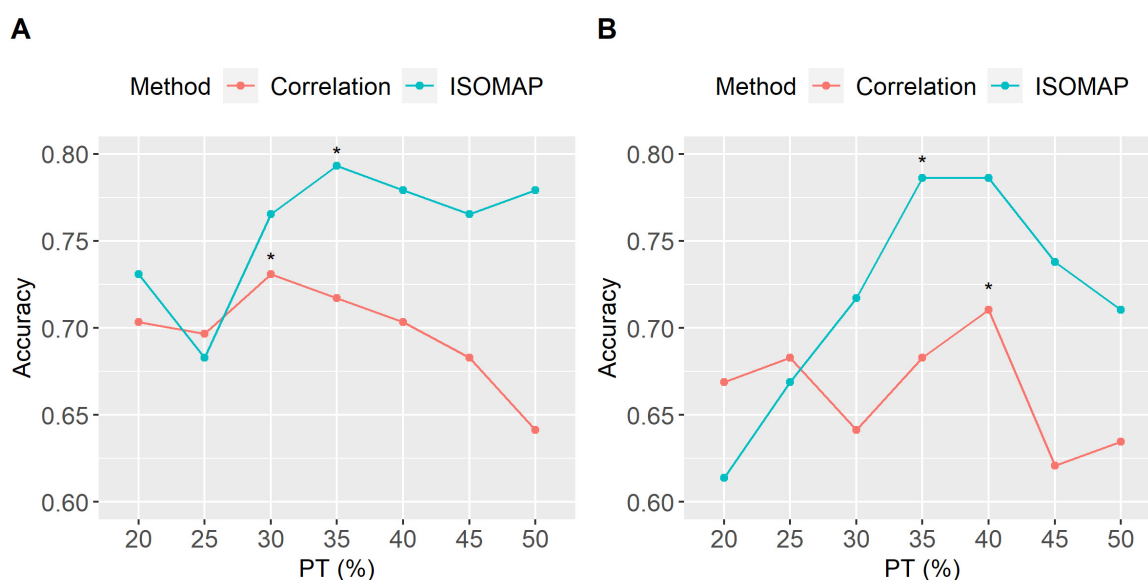 A
Method Correlation ISOMAP
0.80
0.75
0.70
0.65
0.60
Accuracy
* *
20 25 30 35 40 45 50
PT (%)
B
Method Correlation ISOMAP
0.80
0.75
0.70
0.65
0.60
Accuracy
* *
20 25 30 35 40 45 50
PT (%)